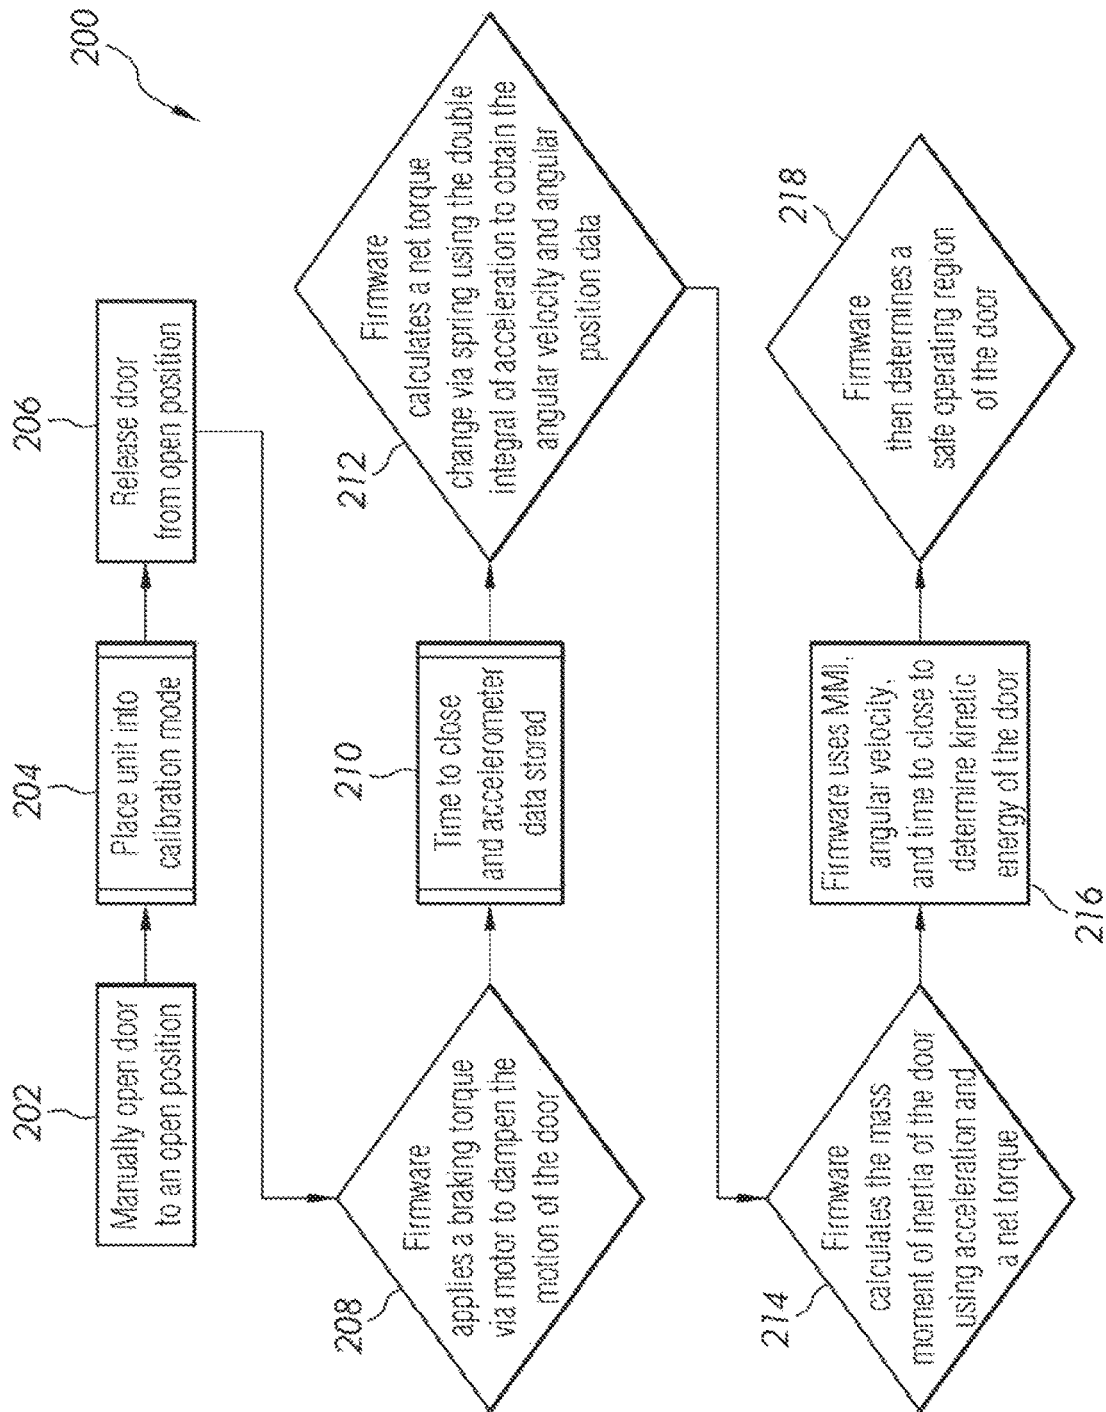 200
202
Manually open door
to an open position
204
Place unit into
calibration mode
206
Release door
from open position
208
Firmware
applies a braking torque
via motor to dampen the
motion of the door
210
Time to close
and accelerometer
data stored
212
Firmware
calculates a net torque
change via spring using the double
integral of acceleration to obtain the
angular velocity and angular
position data
214
Firmware
calculates the mass
moment of inertia of the door
using acceleration and
a net torque
Firmware uses MMI,
angular velocity,
and time to close to
determine kinetic
energy of the door
216
218
Firmware
then determines a
safe operating region
of the door